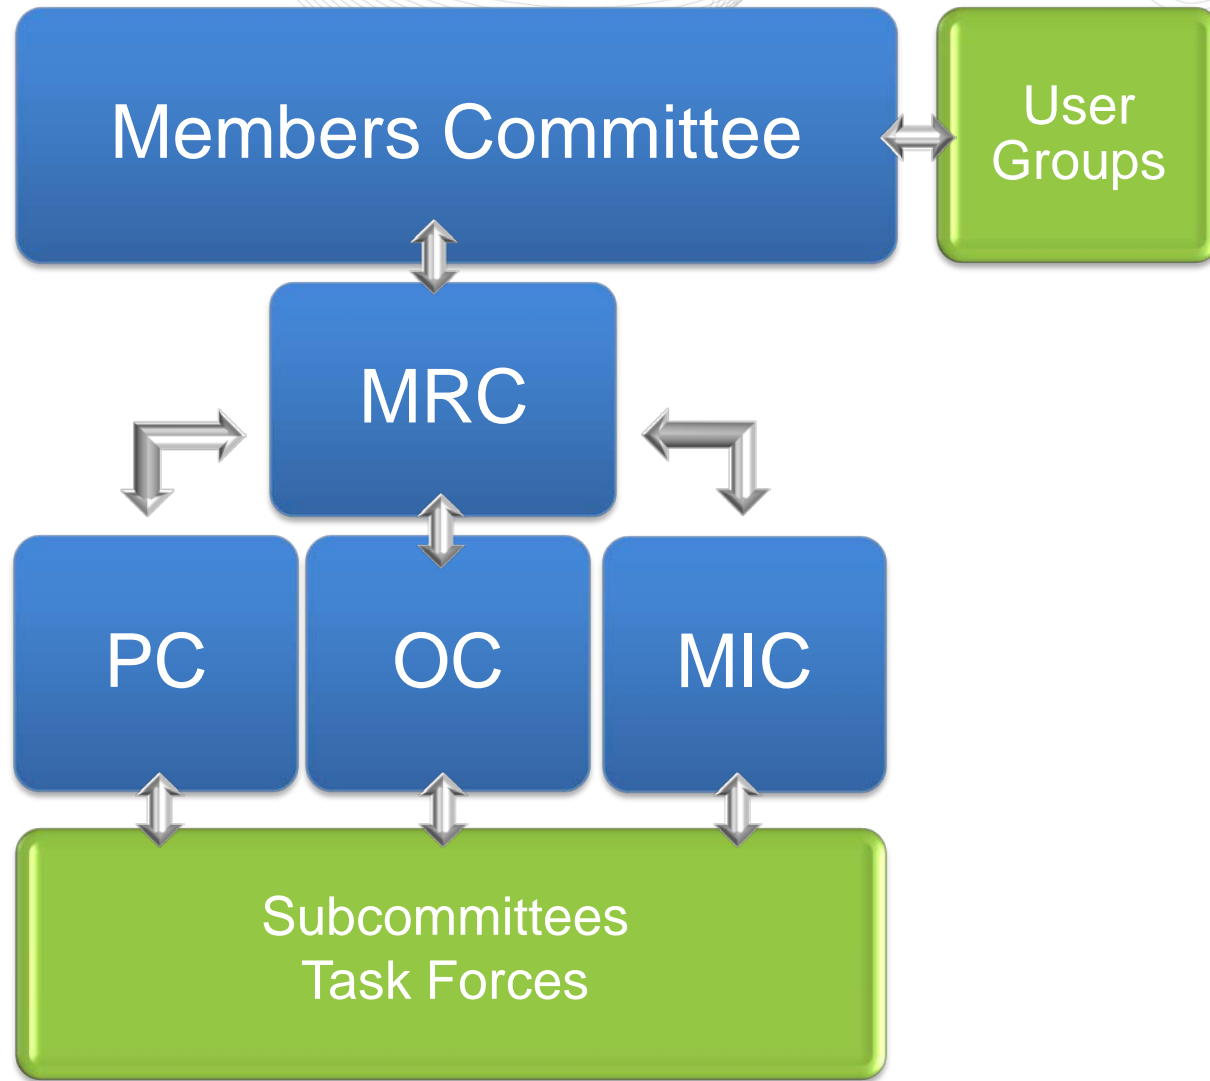 Members Committee
User
Groups
MRC
PC
OC
MIC
Subcommittees
Task Forces